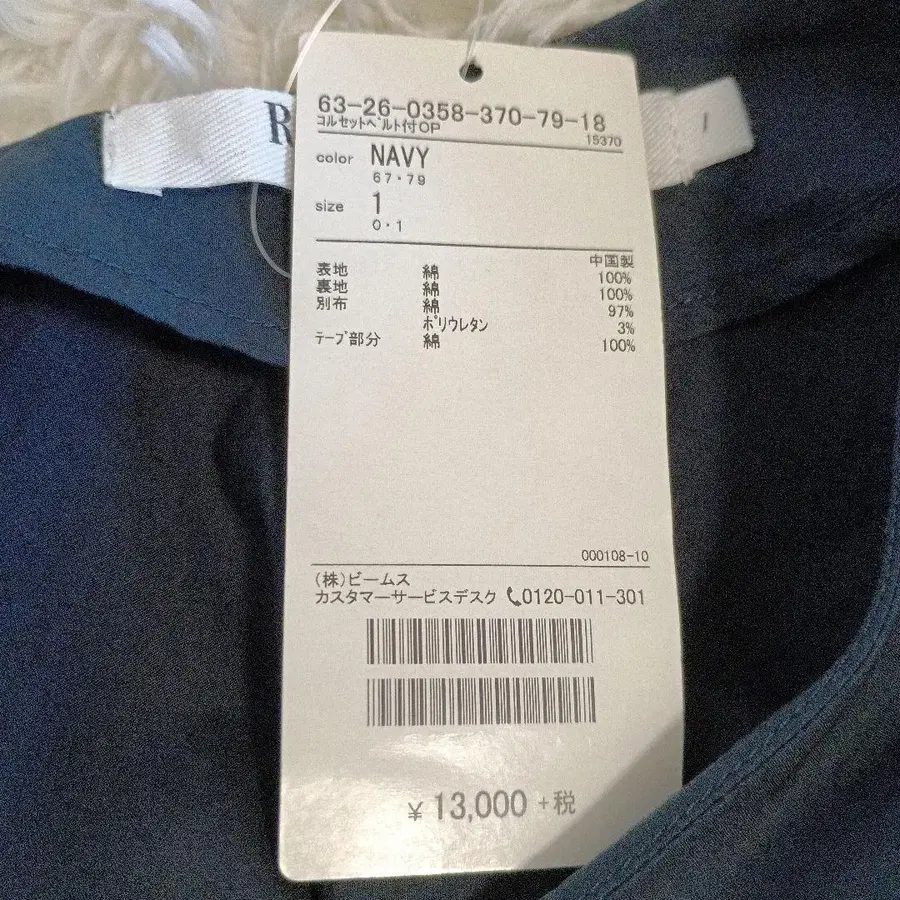 R
63-26-0358-370-79-18
コルセットベルト付OP
15370
color NAVY
67・79
size 1
0・1
中国製
表地 綿 100%
裏地 綿 100%
別布 綿 97%
ポリウレタン 3%
テープ部分 綿 100%
000108-10
(株)ビームス
カスタマーサービスデスク 0120-011-301
¥ 13,000 +税